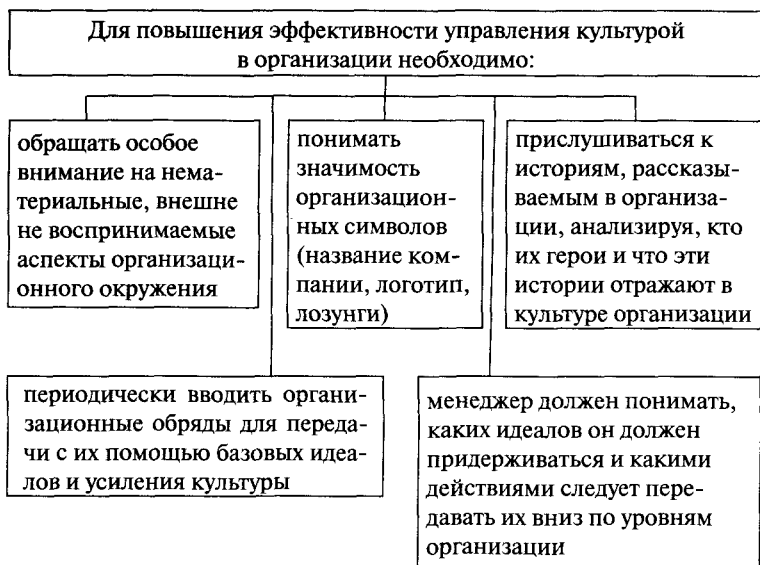 Для повышения эффективности управления культурой
в организации необходимо:
обращать особое
внимание на нема-
териальные, внешне
не воспринимаемые
аспекты организаци-
онного окружения
понимать
значимость
организацион-
ных символов
(название ком-
пании, логотип,
лозунги)
прислушиваться к
историям, рассказы-
ваемым в организа-
ции, анализируя, кто
их герои и что эти
истории отражают в
культуре организации
периодически вводить органи-
зационные обряды для переда-
чи с их помощью базовых идеа-
лов и усиления культуры
менеджер должен понимать,
каких идеалов он должен
придерживаться и какими
действиями следует пере-
давать их вниз по уровням
организации